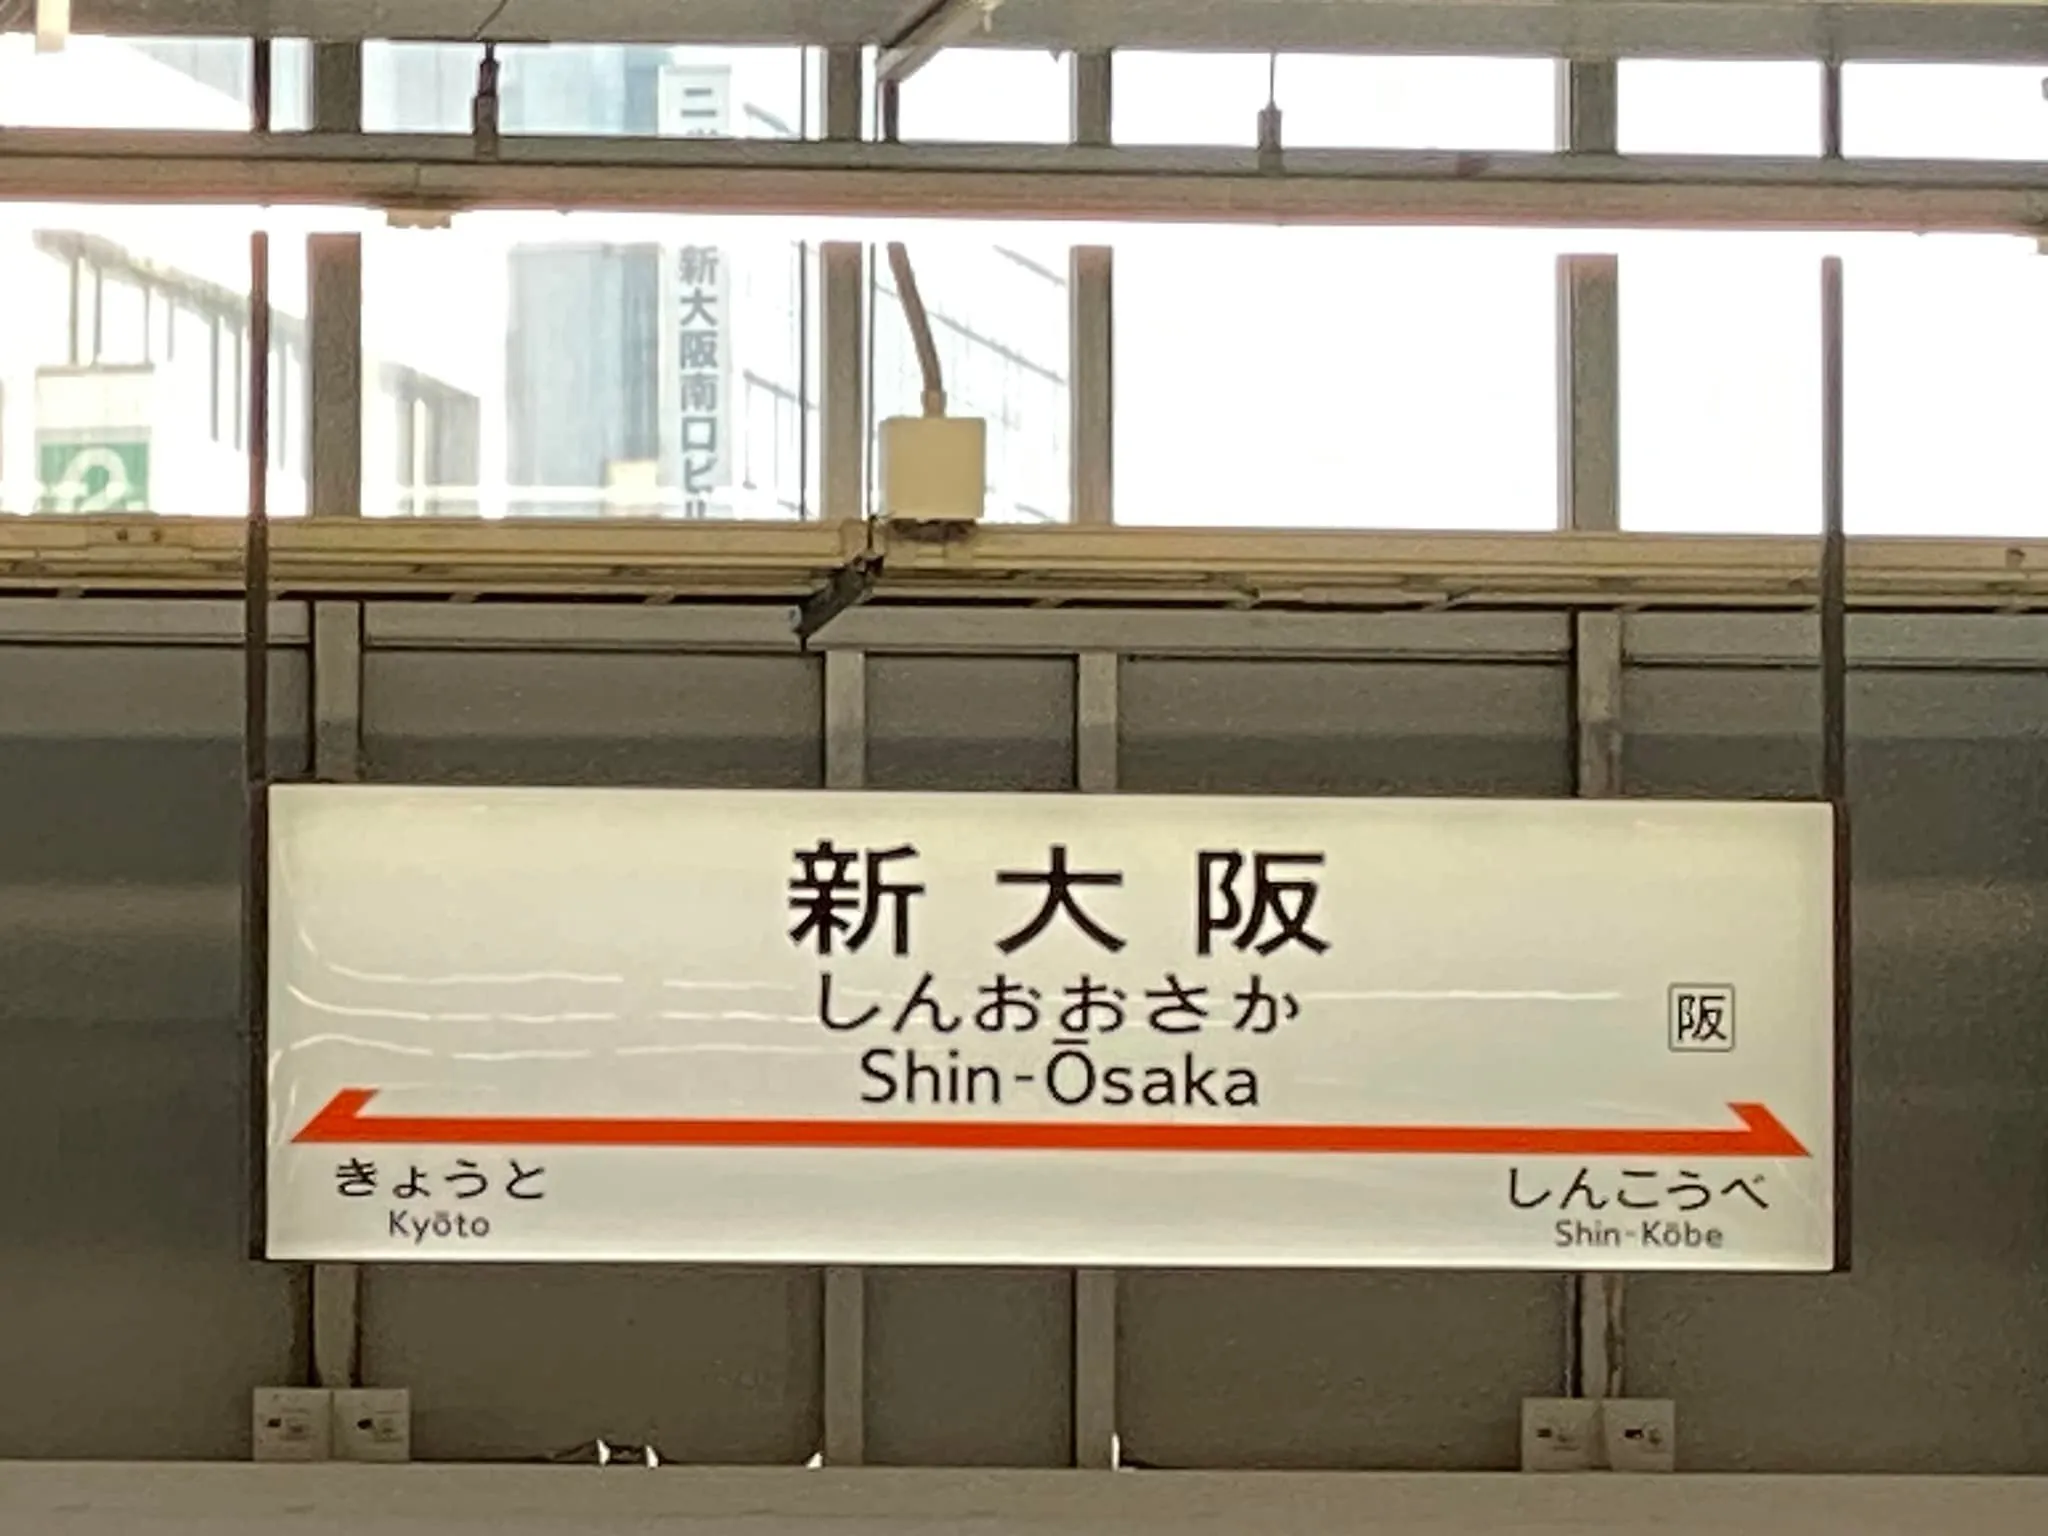 新大阪南口ビル
新大阪
しんおおさか
阪
Shin-Ōsaka
きょうと
しんこうべ
Kyōto
Shin-Kōbe